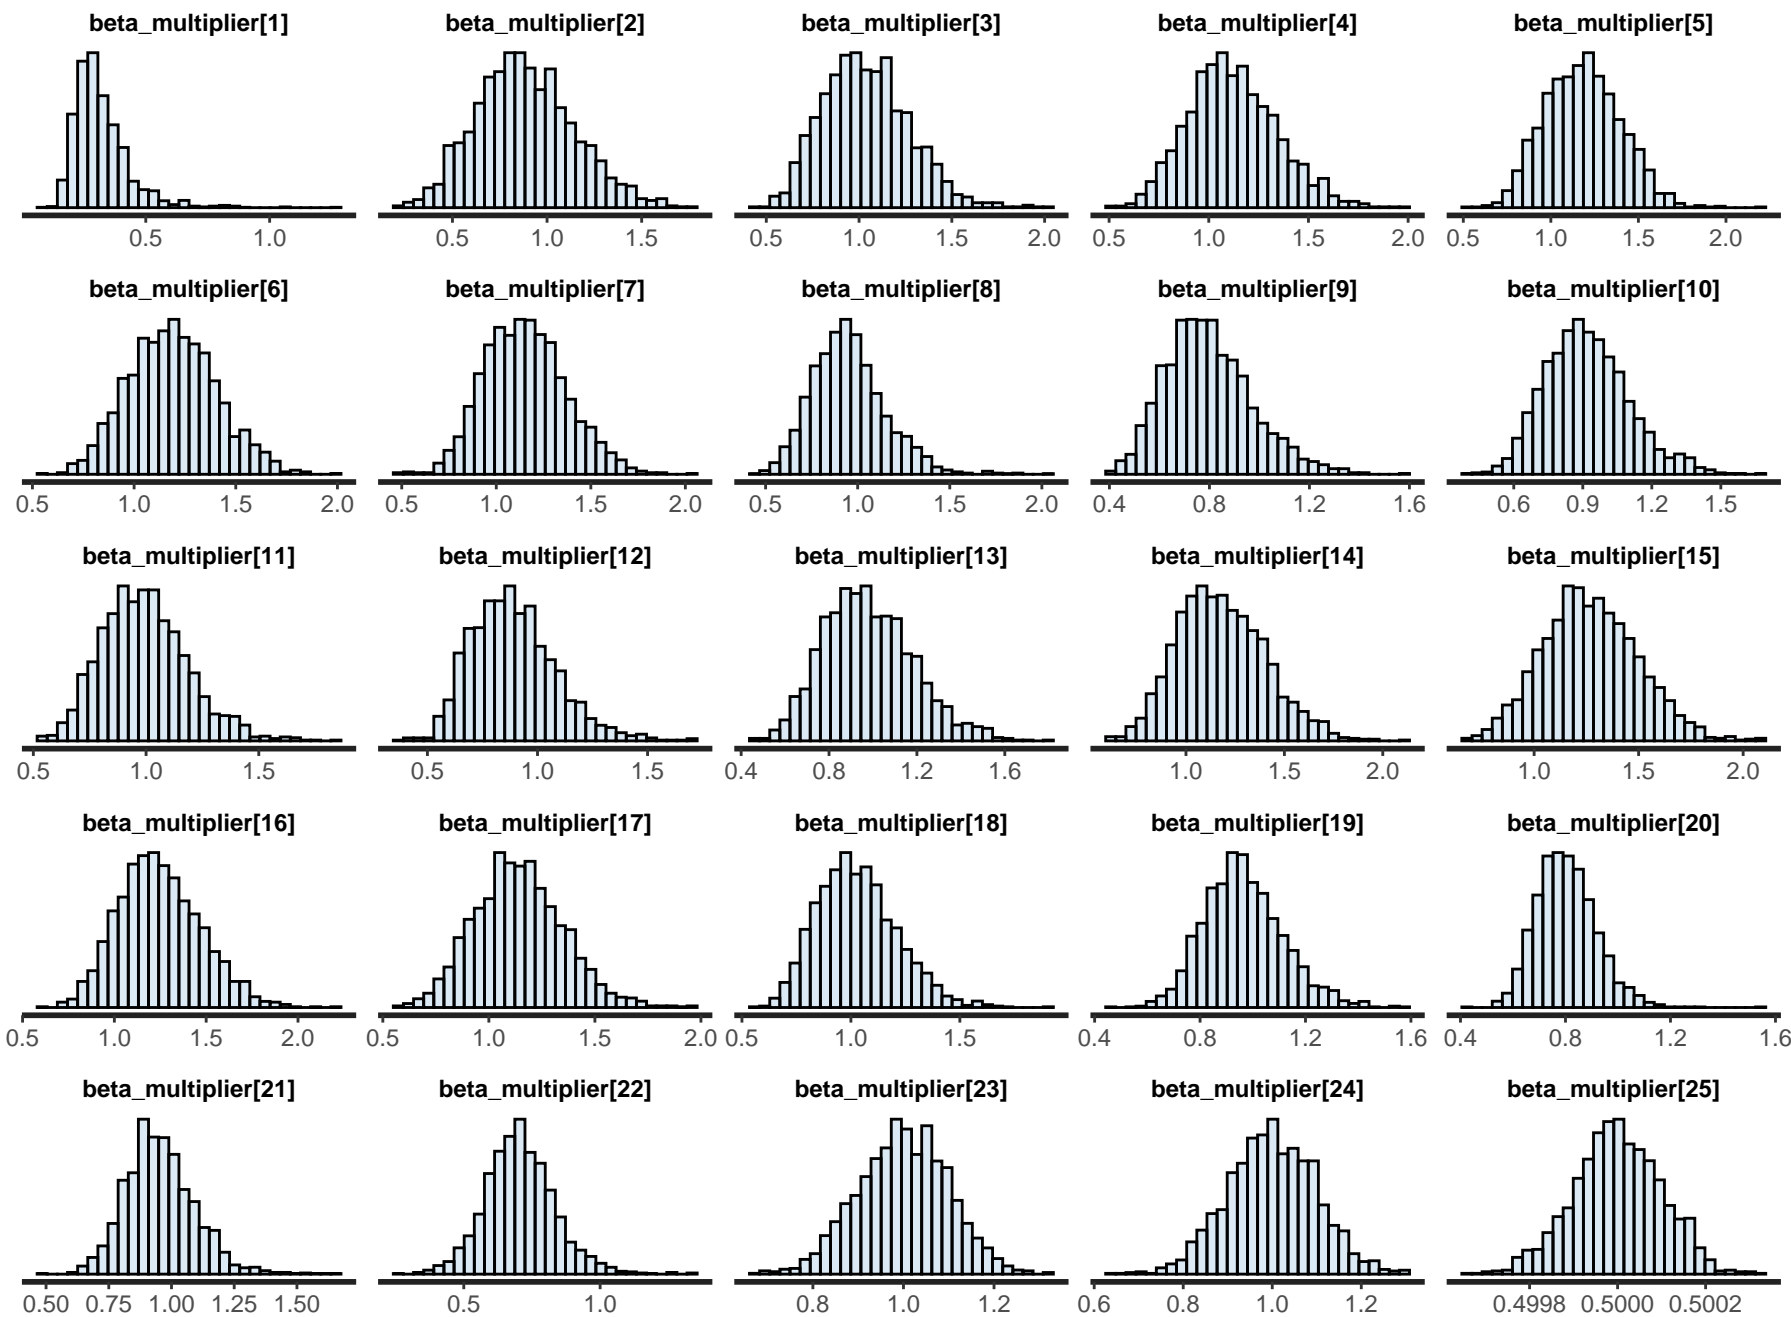 beta_multiplier[1] beta_multiplier[2] beta_multiplier[3] beta_multiplier[4] beta_multiplier[5]
0.5 1.0 0.5 1.0 1.5 0.5 1.0 1.5 2.0 0.5 1.0 1.5 2.0 0.5 1.0 1.5 2.0
beta_multiplier[6] beta_multiplier[7] beta_multiplier[8] beta_multiplier[9] beta_multiplier[10]
0.5 1.0 1.5 2.0 0.5 1.0 1.5 2.0 0.5 1.0 1.5 2.0 0.4 0.8 1.2 1.6 0.6 0.9 1.2 1.5
beta_multiplier[11] beta_multiplier[12] beta_multiplier[13] beta_multiplier[14] beta_multiplier[15]
0.5 1.0 1.5 0.5 1.0 1.5 0.4 0.8 1.2 1.6 1.0 1.5 2.0 1.0 1.5 2.0
beta_multiplier[16] beta_multiplier[17] beta_multiplier[18] beta_multiplier[19] beta_multiplier[20]
0.5 1.0 1.5 2.0 0.5 1.0 1.5 2.0 0.5 1.0 1.5 0.4 0.8 1.2 1.6 0.4 0.8 1.2 1.6
beta_multiplier[21] beta_multiplier[22] beta_multiplier[23] beta_multiplier[24] beta_multiplier[25]
0.50 0.75 1.00 1.25 1.50 0.5 1.0 0.8 1.0 1.2 0.6 0.8 1.0 1.2 0.4998 0.5000 0.5002